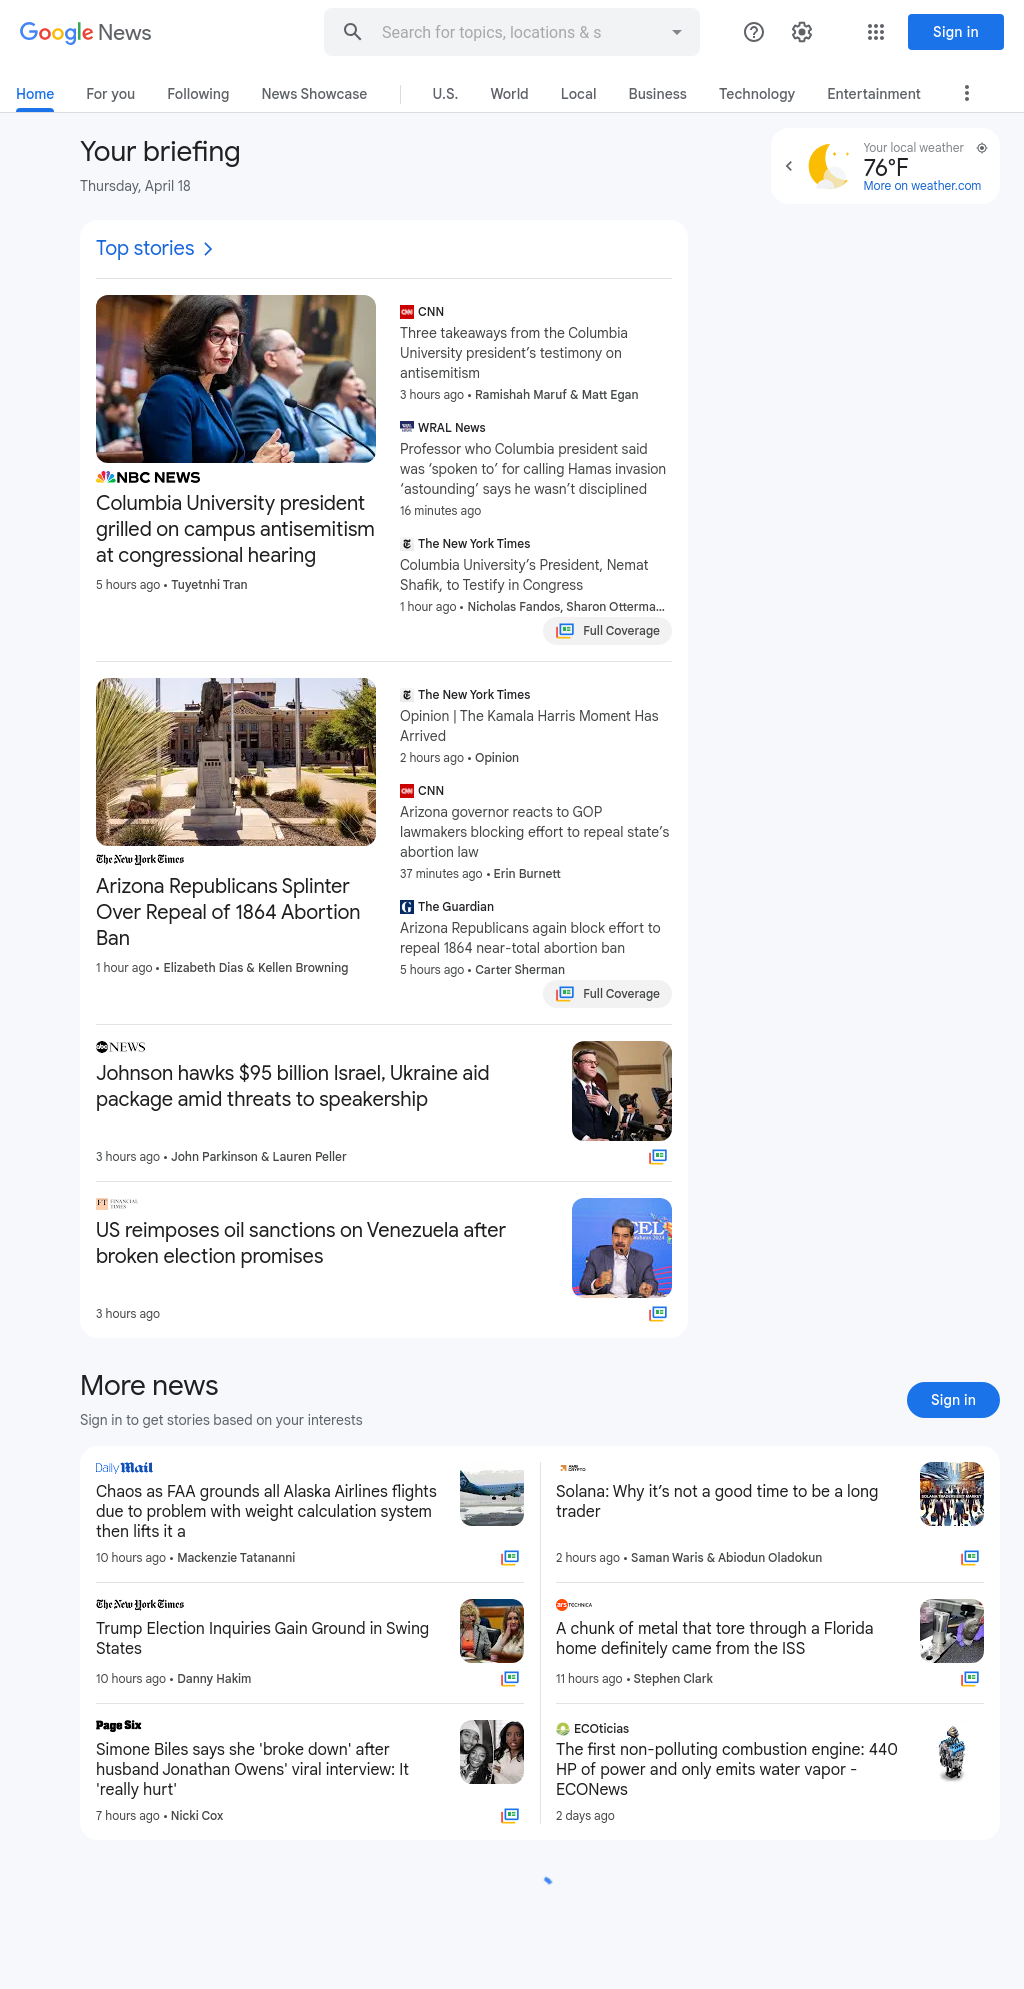 Google News
Search for topics, locations & s
Sign in
Home
For you
Following
News Showcase
U.S.
World
Local
Business
Technology
Entertainment
Your briefing
Thursday, April 18
Your local weather
76°F
More on weather.com
Top stories
NBC NEWS
Columbia University president
grilled on campus antisemitism
at congressional hearing
5 hours ago • Tuyetnhi Tran
CNN
Three takeaways from the Columbia
University president’s testimony on
antisemitism
3 hours ago • Ramishah Maruf & Matt Egan
WRAL News
Professor who Columbia president said
was ‘spoken to’ for calling Hamas invasion
‘astounding’ says he wasn’t disciplined
16 minutes ago
The New York Times
Columbia University’s President, Nemat
Shafik, to Testify in Congress
1 hour ago • Nicholas Fandos, Sharon Otterma…
Full Coverage
The New York Times
Arizona Republicans Splinter
Over Repeal of 1864 Abortion
Ban
1 hour ago • Elizabeth Dias & Kellen Browning
The New York Times
Opinion | The Kamala Harris Moment Has
Arrived
2 hours ago • Opinion
CNN
Arizona governor reacts to GOP
lawmakers blocking effort to repeal state’s
abortion law
37 minutes ago • Erin Burnett
The Guardian
Arizona Republicans again block effort to
repeal 1864 near-total abortion ban
5 hours ago • Carter Sherman
Full Coverage
abc NEWS
Johnson hawks $95 billion Israel, Ukraine aid
package amid threats to speakership
3 hours ago • John Parkinson & Lauren Peller
FT FINANCIAL
TIMES
US reimposes oil sanctions on Venezuela after
broken election promises
3 hours ago
More news
Sign in to get stories based on your interests
Sign in
Daily Mail
Chaos as FAA grounds all Alaska Airlines flights
due to problem with weight calculation system
then lifts it a
10 hours ago • Mackenzie Tatananni
AMB
CRYPTO
Solana: Why it’s not a good time to be a long
trader
2 hours ago • Saman Waris & Abiodun Oladokun
The New York Times
Trump Election Inquiries Gain Ground in Swing
States
10 hours ago • Danny Hakim
ars TECHNICA
A chunk of metal that tore through a Florida
home definitely came from the ISS
11 hours ago • Stephen Clark
Page Six
Simone Biles says she 'broke down' after
husband Jonathan Owens' viral interview: It
'really hurt'
7 hours ago • Nicki Cox
ECOticias
The first non-polluting combustion engine: 440
HP of power and only emits water vapor -
ECONews
2 days ago